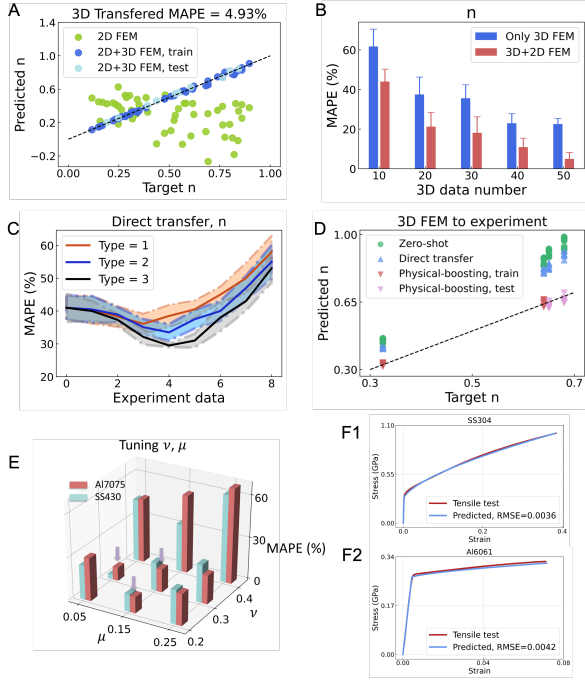 A
3D Transfered MAPE = 4.93%
1.4
1.0
0.6
0.2
−0.2
Predicted n
2D FEM
2D+3D FEM, train
2D+3D FEM, test
0.00
0.25
0.50
0.75
1.00
Target n
B
n
Only 3D FEM
3D+2D FEM
MAPE (%)
60
40
20
0
10
20
30
40
50
3D data number
C
Direct transfer, n
Type = 1
Type = 2
Type = 3
MAPE (%)
60
50
40
30
20
0
2
4
6
8
Experiment data
D
3D FEM to experiment
Zero-shot
Direct transfer
Physical-boosting, train
Physical-boosting, test
Predicted n
1.00
0.65
0.30
0.3
0.5
0.7
Target n
E
Tuning ν, μ
Al7075
SS430
60
30
0
MAPE (%)
0.05
0.15
0.25
μ
0.2
0.3
0.4
ν
F1
SS304
Stress (GPa)
1.10
0.55
0.00
Tensile test
Predicted, RMSE=0.0036
0
0.2
0.4
Strain
F2
Al6061
Stress (GPa)
0.34
0.17
0.00
Tensile test
Predicted, RMSE=0.0042
0.00
0.04
0.08
Strain